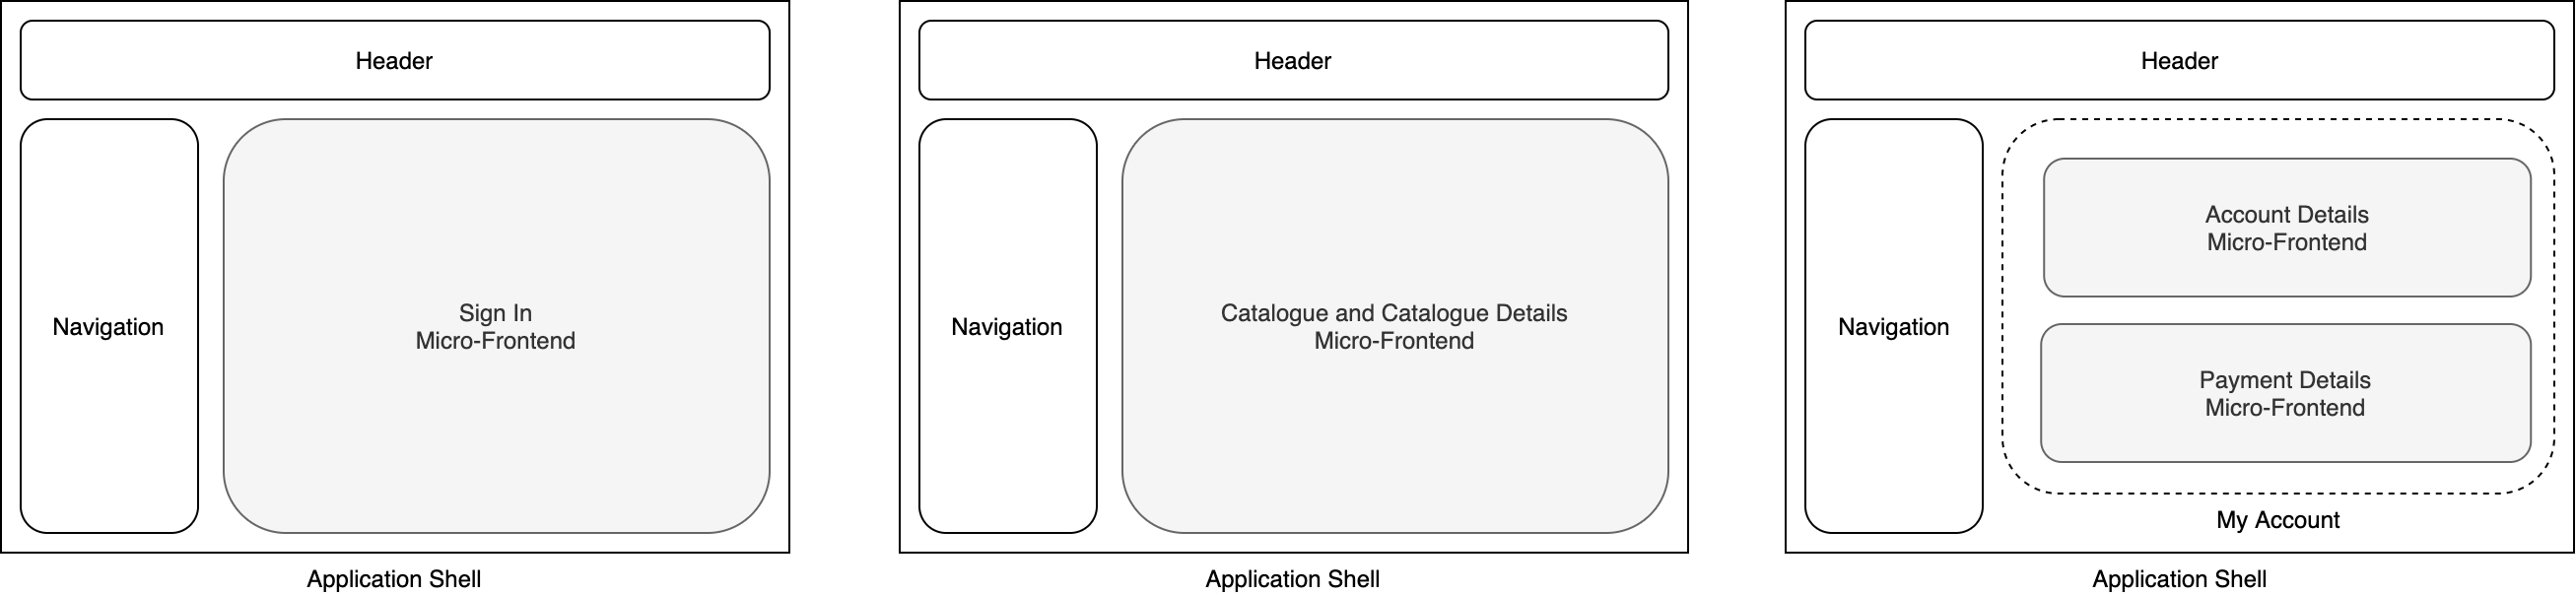 Header
Navigation
Sign In
Micro-Frontend
Application Shell
Header
Navigation
Catalogue and Catalogue Details
Micro-Frontend
Application Shell
Header
Navigation
Account Details
Micro-Frontend
Payment Details
Micro-Frontend
My Account
Application Shell